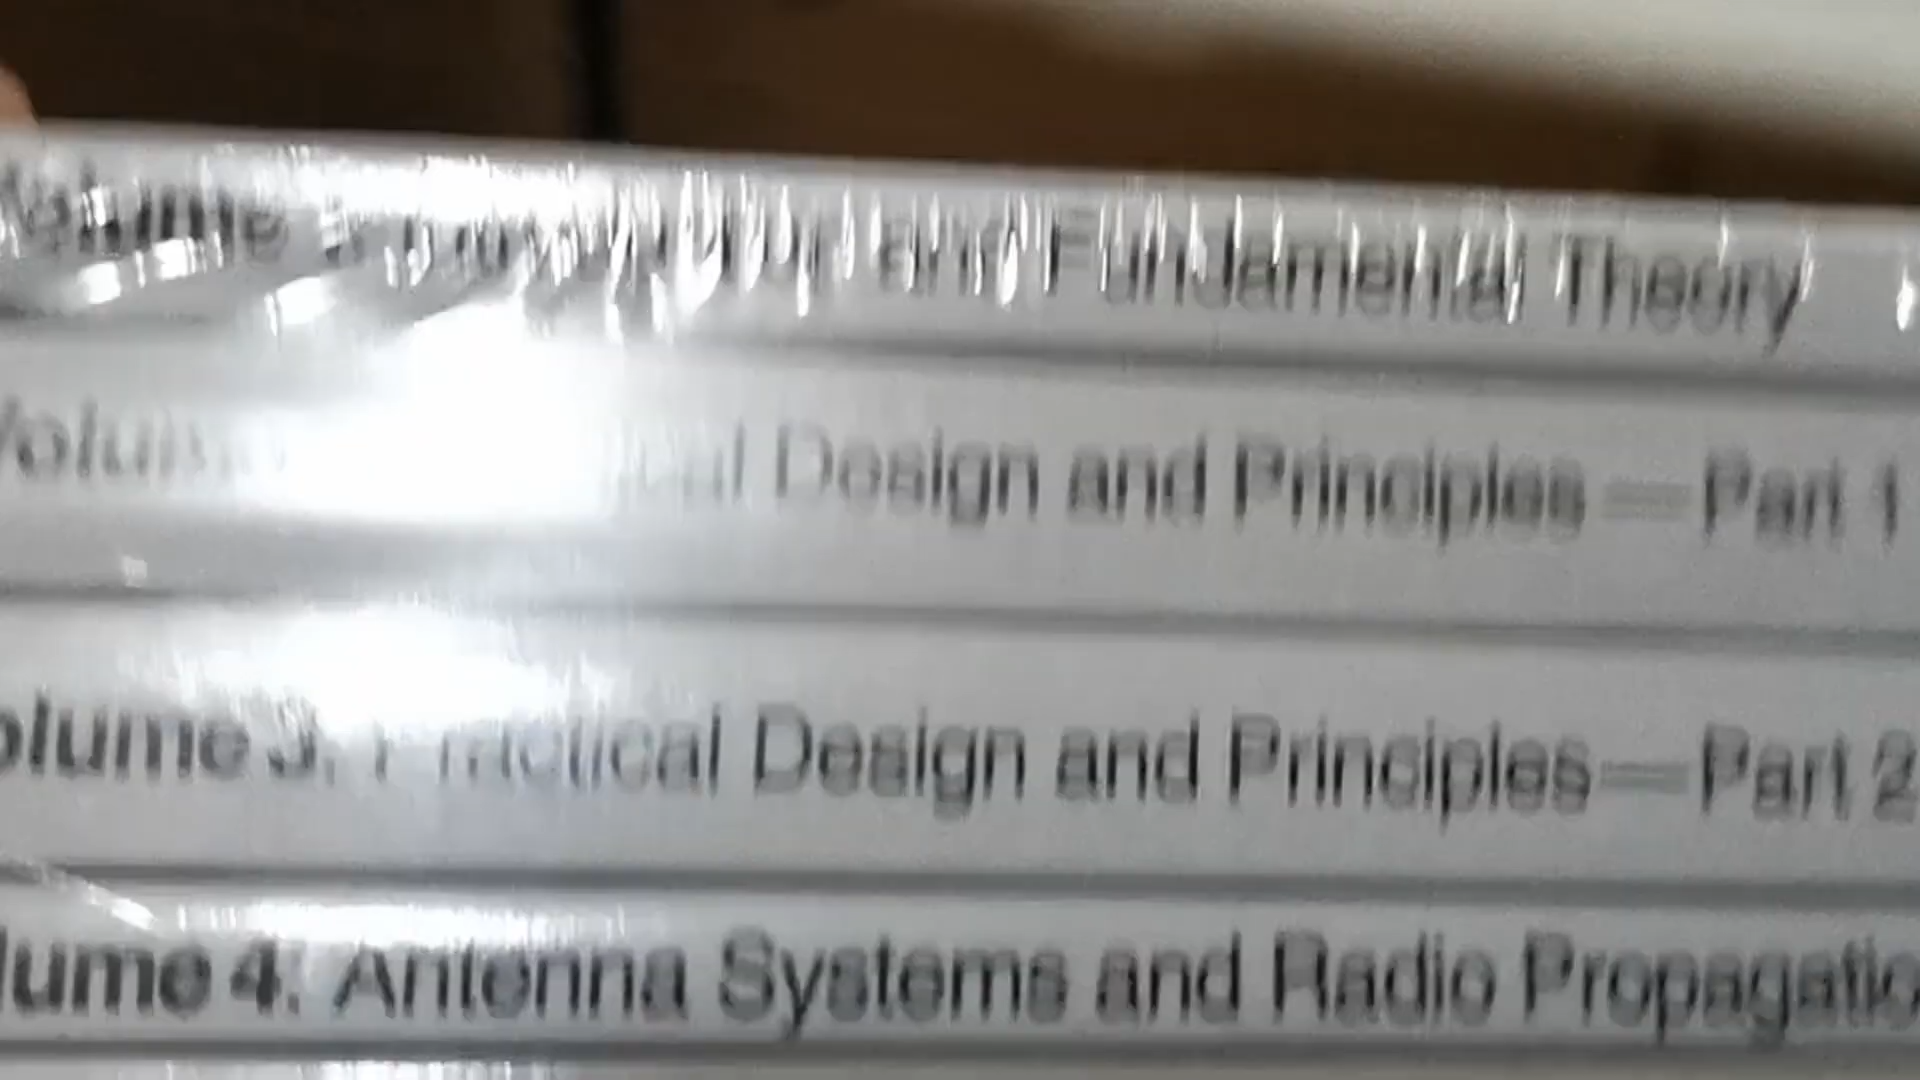 Volume and Fundamental Theory
Volume Design and Principles — Part 1
olume 3. Practical Design and Principles—Part 2
lume 4. Antenna Systems and Radio Propagatio